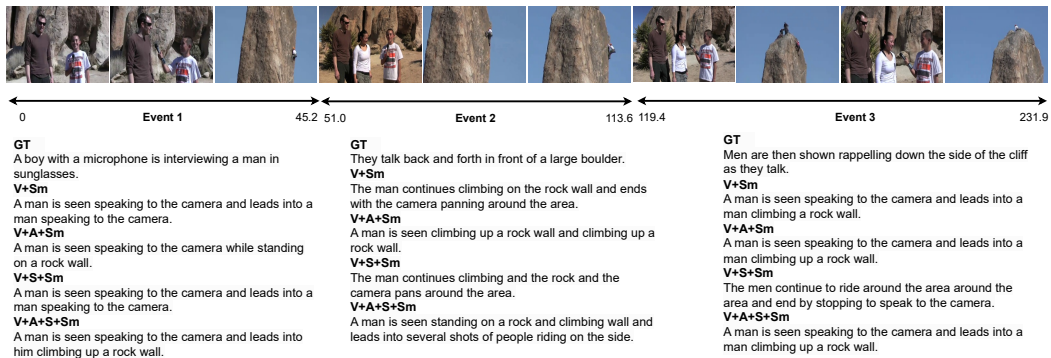 0 Event 1 45.2 51.0 Event 2 113.6 119.4 Event 3 231.9
GT
A boy with a microphone is interviewing a man in
sunglasses.
V+Sm
A man is seen speaking to the camera and leads into a
man speaking to the camera.
V+A+Sm
A man is seen speaking to the camera while standing
on a rock wall.
V+S+Sm
A man is seen speaking to the camera and leads into a
man speaking to the camera.
V+A+S+Sm
A man is seen speaking to the camera and leads into
him climbing up a rock wall.
GT
They talk back and forth in front of a large boulder.
V+Sm
The man continues climbing on the rock wall and ends
with the camera panning around the area.
V+A+Sm
A man is seen climbing up a rock wall and climbing up a
rock wall.
V+S+Sm
The man continues climbing and the rock and the
camera pans around the area.
V+A+S+Sm
A man is seen standing on a rock and climbing wall and
leads into several shots of people riding on the side.
GT
Men are then shown rappelling down the side of the cliff
as they talk.
V+Sm
A man is seen speaking to the camera and leads into a
man climbing a rock wall.
V+A+Sm
A man is seen speaking to the camera and leads into a
man climbing up a rock wall.
V+S+Sm
The men continue to ride around the area around the
area and end by stopping to speak to the camera.
V+A+S+Sm
A man is seen speaking to the camera and leads into a
man climbing up a rock wall.